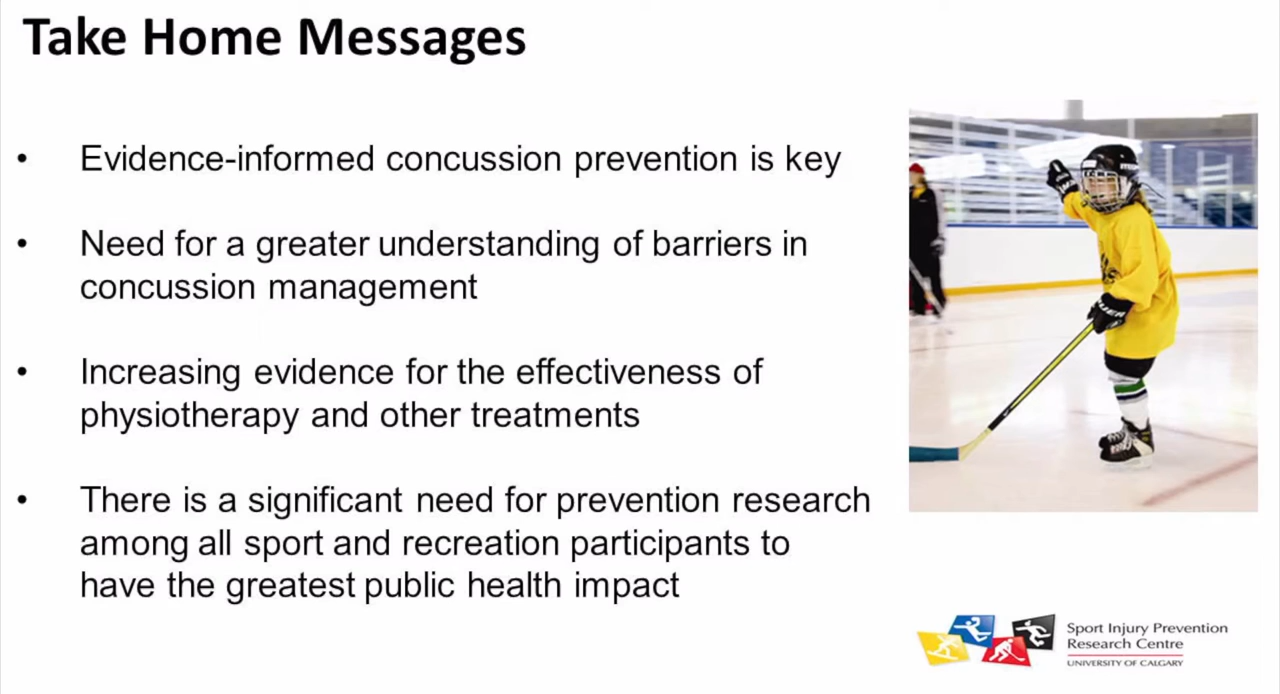 Take Home Messages
• Evidence-informed concussion prevention is key
• Need for a greater understanding of barriers in
concussion management
• Increasing evidence for the effectiveness of
physiotherapy and other treatments
• There is a significant need for prevention research
among all sport and recreation participants to
have the greatest public health impact
Sport Injury Prevention
Research Centre
UNIVERSITY OF CALGARY